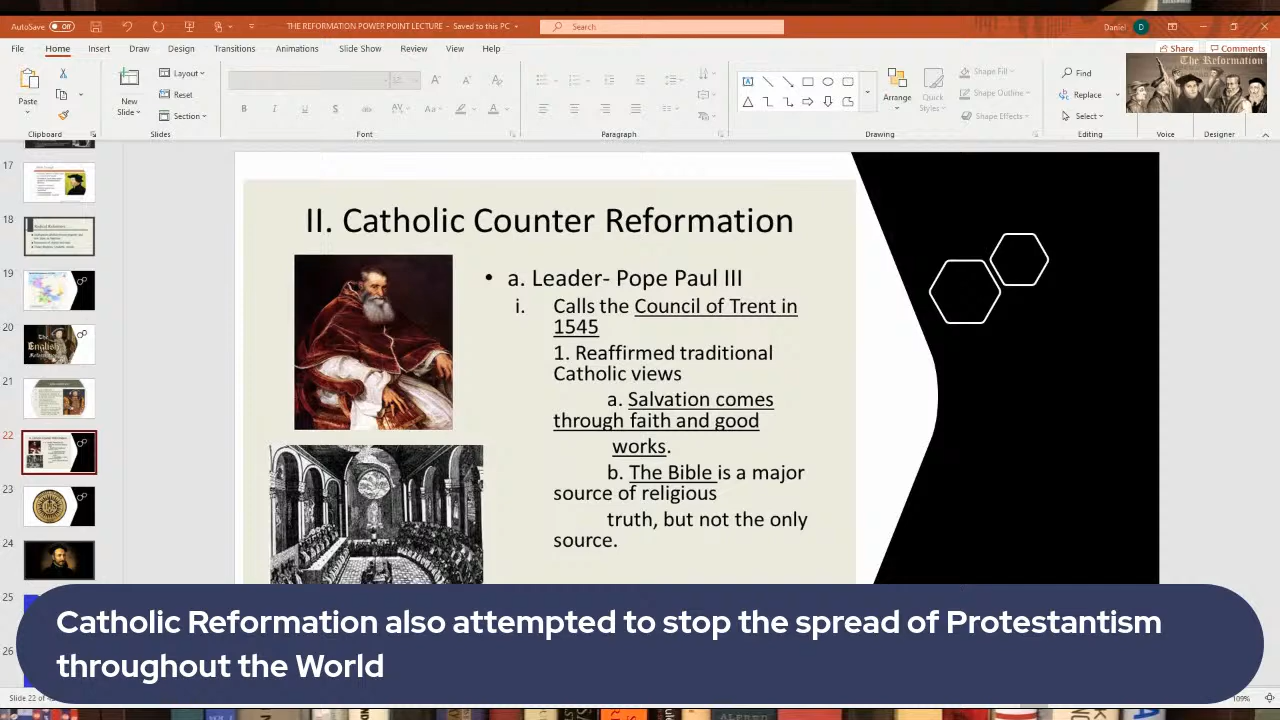 AutoSave Off THE REFORMATION POWER POINT LECTURE – Saved to this PC Search Daniel D
File Home Insert Draw Design Transitions Animations Slide Show Review View Help Share Comments
The Reformation
Paste New Slide Layout Reset Section
Arrange Quick Styles Shape Fill Shape Outline Shape Effects
Find Replace Select
Clipboard Slides Font Paragraph Drawing Editing Voice Designer
17
18
19
20
21
22
23
24
25
26
II. Catholic Counter Reformation
• a. Leader- Pope Paul III
i. Calls the Council of Trent in
1545
1. Reaffirmed traditional
Catholic views
a. Salvation comes
through faith and good
works.
b. The Bible is a major
source of religious
truth, but not the only
source.
Catholic Reformation also attempted to stop the spread of Protestantism
throughout the World
Slide 22 of
109%